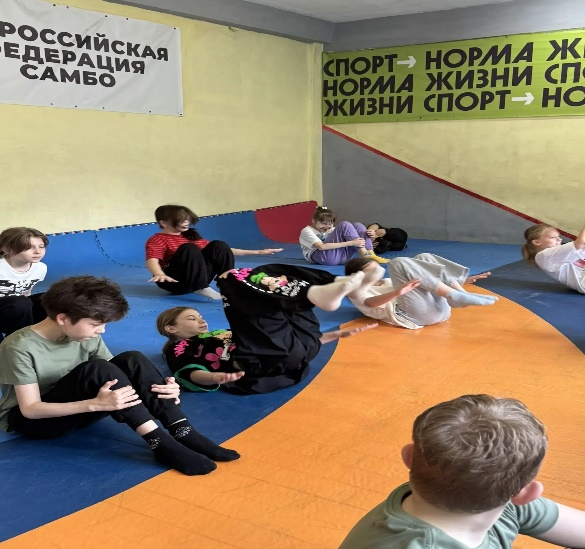 РОССИЙСКАЯ
ФЕДЕРАЦИЯ
САМБО
СПОРТ→ НОРМА
НОРМА ЖИЗНИ
ЖИЗНИ СПОРТ→